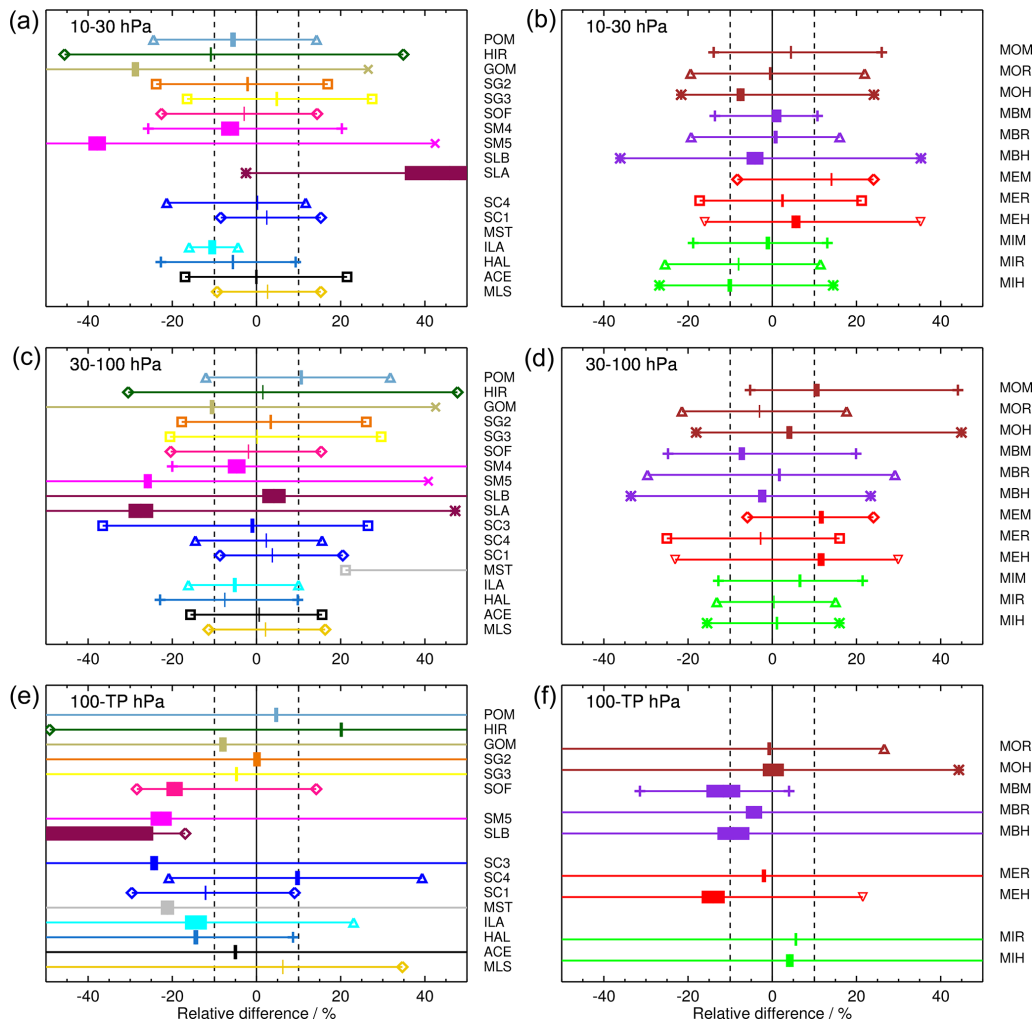 (a) 10-30 hPa
POM
HIR
GOM
SG2
SG3
SOF
SM4
SM5
SLB
SLA
SC4
SC1
MST
ILA
HAL
ACE
MLS
-40 -20 0 20 40
(b) 10-30 hPa
MOM
MOR
MOH
MBM
MBR
MBH
MEM
MER
MEH
MIM
MIR
MIH
-40 -20 0 20 40
(c) 30-100 hPa
POM
HIR
GOM
SG2
SG3
SOF
SM4
SM5
SLB
SLA
SC3
SC4
SC1
MST
ILA
HAL
ACE
MLS
-40 -20 0 20 40
(d) 30-100 hPa
MOM
MOR
MOH
MBM
MBR
MBH
MEM
MER
MEH
MIM
MIR
MIH
-40 -20 0 20 40
(e) 100-TP hPa
POM
HIR
GOM
SG2
SG3
SOF
SM5
SLB
SC3
SC4
SC1
MST
ILA
HAL
ACE
MLS
-40 -20 0 20 40
Relative difference / %
(f) 100-TP hPa
MOR
MOH
MBM
MBR
MBH
MER
MEH
MIR
MIH
-40 -20 0 20 40
Relative difference / %